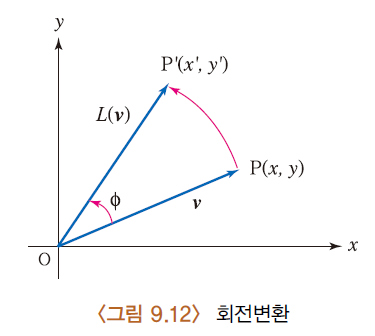 y
P'(x', y')
L(v)
P(x, y)
ϕ
v
x
O
〈그림 9.12〉 회전변환